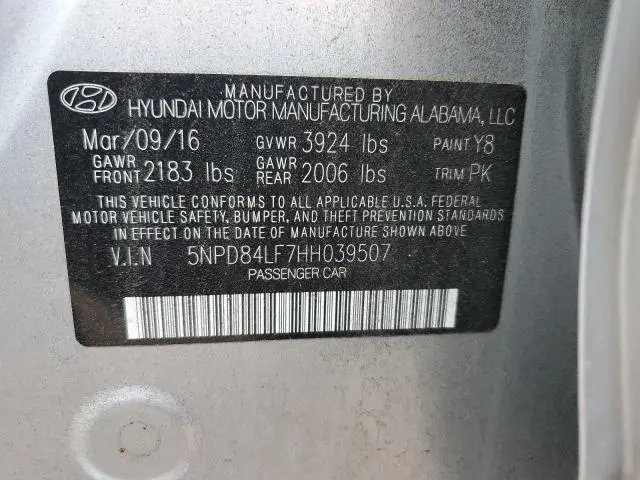 MANUFACTURED BY
HYUNDAI MOTOR MANUFACTURING ALABAMA, LLC
Mar/09/16 GVWR 3924 lbs PAINT Y8
GAWR FRONT 2183 lbs GAWR REAR 2006 lbs TRIM PK
THIS VEHICLE CONFORMS TO ALL APPLICABLE U.S.A. FEDERAL
MOTOR VEHICLE SAFETY, BUMPER, AND THEFT PREVENTION STANDARDS
IN EFFECT ON THE DATE OF MANUFACTURE SHOWN ABOVE.
V.I.N 5NPD84LF7HH039507
PASSENGER CAR